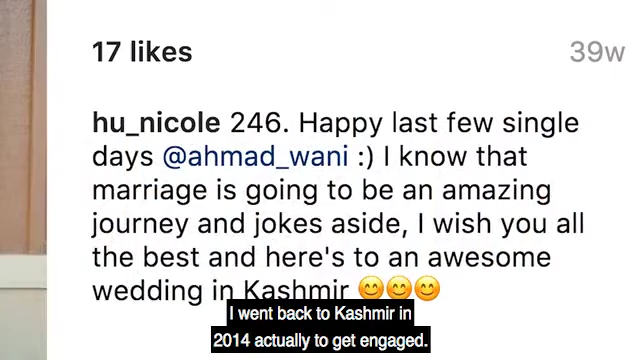 17 likes 39w
hu_nicole 246. Happy last few single
days @ahmad_wani :) I know that
marriage is going to be an amazing
journey and jokes aside, I wish you all
the best and here's to an awesome
wedding in Kashmir 😊😊😊
I went back to Kashmir in
2014 actually to get engaged.